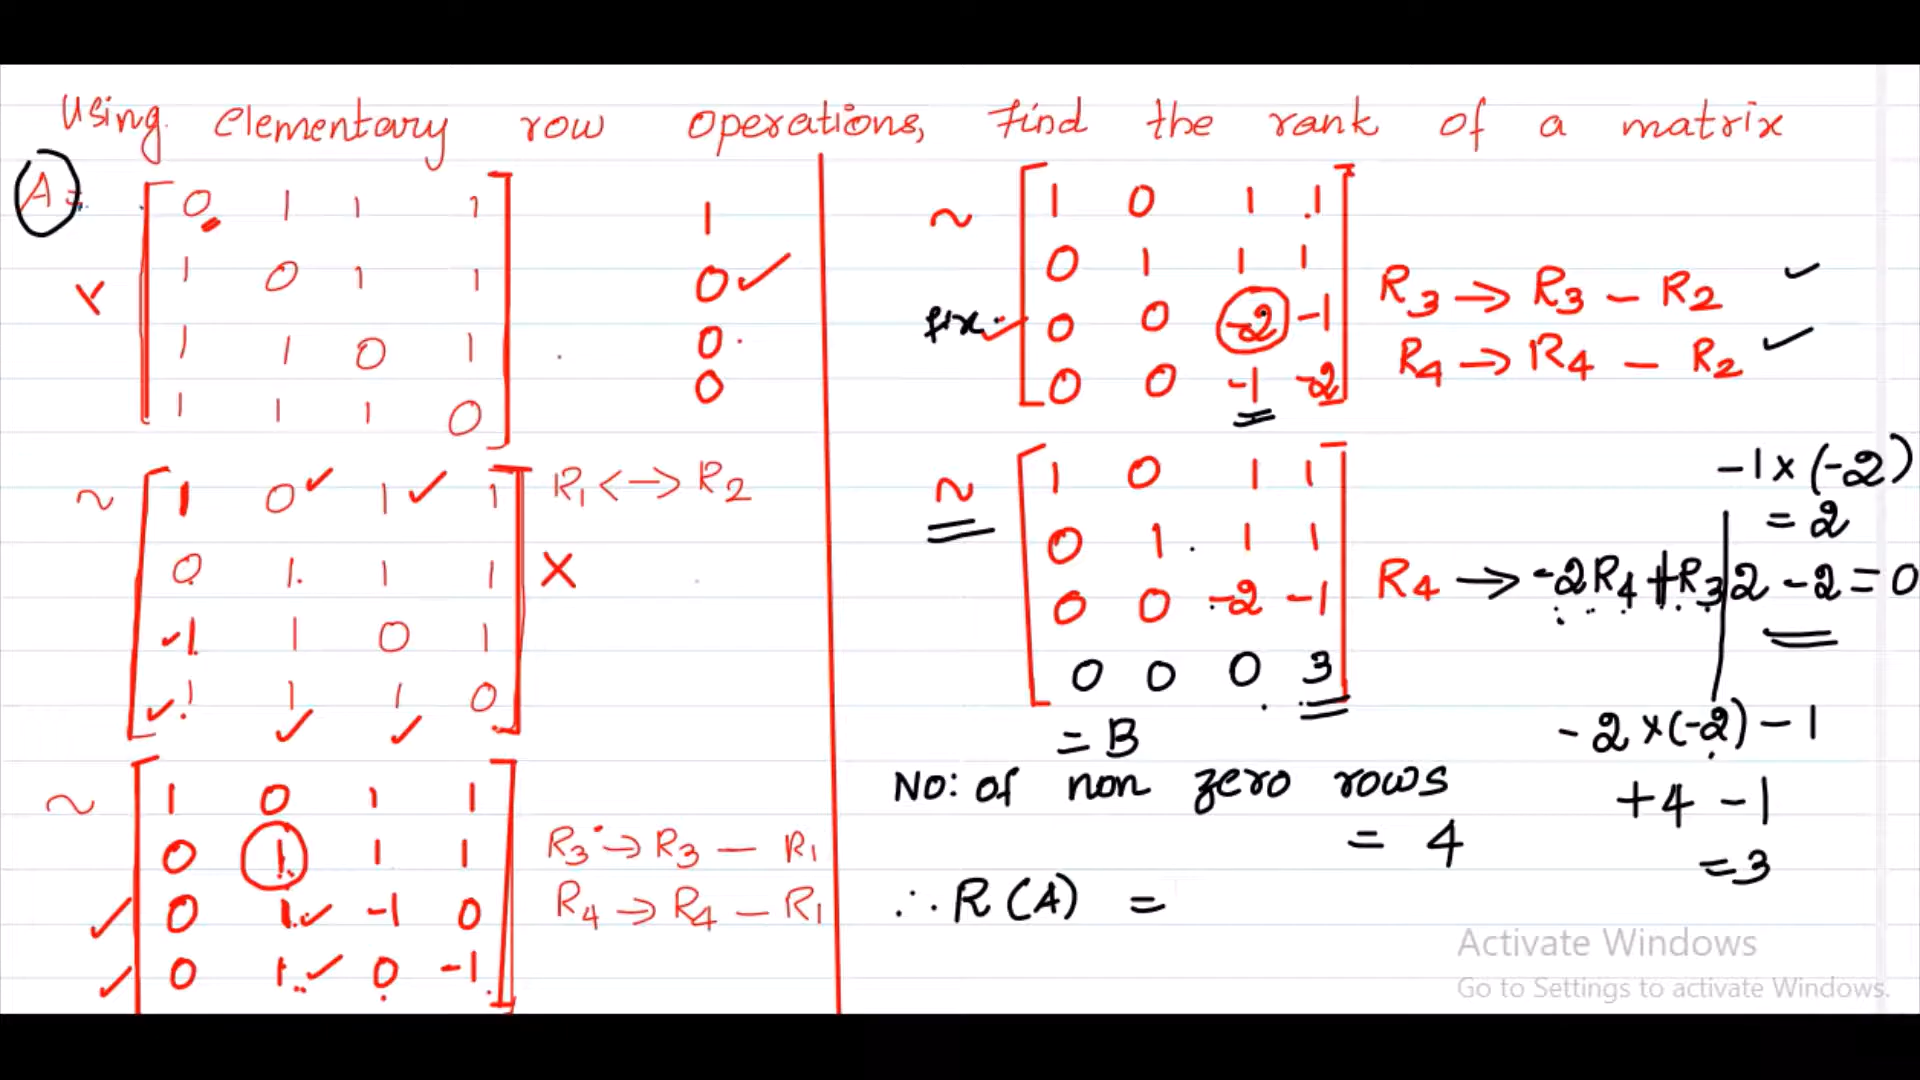 Using elementary row operations, find the rank of a matrix
A =
0 1 1 1
1 0 1 1
1 1 0 1
1 1 1 0
1
0 ✓
0
0
~
1 0 1 1
0 1 1 1
1 1 0 1
1 1 1 0
R1 <-> R2
X
~
1 0 1 1
0 1 1 1
0 1 -1 0
0 1 0 -1
R3 → R3 - R1
R4 → R4 - R1
~
1 0 1 1
0 1 1 1
fix 0 0 -2 -1
0 0 -1 -2
R3 → R3 - R2 ✓
R4 → R4 - R2 ✓
~
1 0 1 1
0 1 1 1
0 0 -2 -1
0 0 0 3
R4 → -2R4 + R3
-1 x (-2)
= 2
2 - 2 = 0
-2 x (-2) - 1
+4 - 1
= 3
= B
No: of non zero rows
= 4
∴ R (A) =
Activate Windows
Go to Settings to activate Windows.